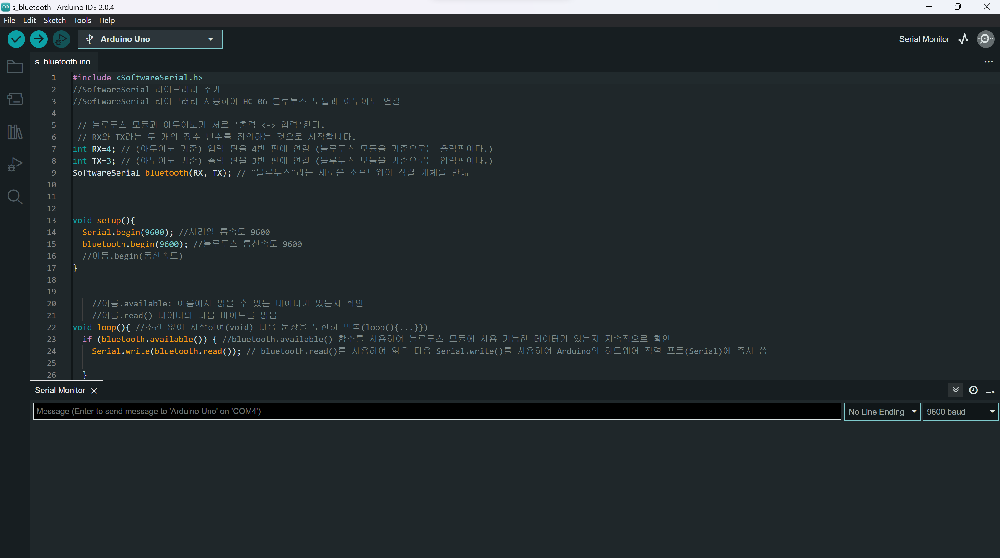 s_bluetooth | Arduino IDE 2.0.4
File Edit Sketch Tools Help
Arduino Uno
Serial Monitor
s_bluetooth.ino
1 #include <SoftwareSerial.h>
2 //SoftwareSerial 라이브러리 추가
3 //SoftwareSerial 라이브러리 사용하여 HC-06 블루투스 모듈과 아두이노 연결
4
5 // 블루투스 모듈과 아두이노가 서로 '출력 <-> 입력'한다.
6 // RX와 TX라는 두 개의 정수 변수를 정의하는 것으로 시작합니다.
7 int RX=4; // (아두이노 기준) 입력 핀을 4번 핀에 연결 (블루투스 모듈을 기준으로는 출력핀이다.)
8 int TX=3; // (아두이노 기준) 출력 핀을 3번 핀에 연결 (블루투스 모듈을 기준으로는 입력핀이다.)
9 SoftwareSerial bluetooth(RX, TX); // "블루투스"라는 새로운 소프트웨어 직렬 개체를 만듦
10
11
12
13 void setup(){
14 Serial.begin(9600); //시리얼 통속도 9600
15 bluetooth.begin(9600); //블루투스 통신속도 9600
16 //이름.begin(통신속도)
17 }
18
19
20 //이름.available: 이름에서 읽을 수 있는 데이터가 있는지 확인
21 //이름.read() 데이터의 다음 바이트를 읽음
22 void loop(){ //조건 없이 시작하여(void) 다음 문장을 무한히 반복(loop(){...}})
23 if (bluetooth.available()) { //bluetooth.available() 함수를 사용하여 블루투스 모듈에 사용 가능한 데이터가 있는지 지속적으로 확인
24 Serial.write(bluetooth.read()); // bluetooth.read()를 사용하여 읽은 다음 Serial.write()를 사용하여 Arduino의 하드웨어 직렬 포트(Serial)에 즉시 씀
25
26 }
Serial Monitor
Message (Enter to send message to 'Arduino Uno' on 'COM4')
No Line Ending
9600 baud